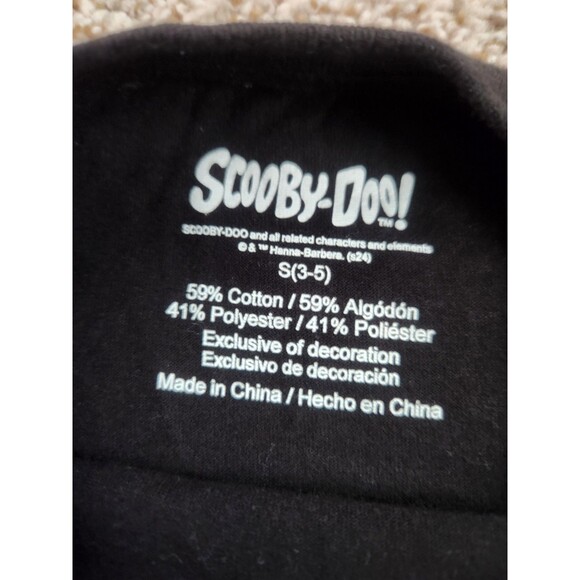 SCOOBY-DOO!™
SCOOBY-DOO and all related characters and elements
© & ™ Hanna-Barbera. (s24)
S(3-5)
59% Cotton / 59% Algódón
41% Polyester / 41% Poliéster
Exclusive of decoration
Exclusivo de decoración
Made in China / Hecho en China